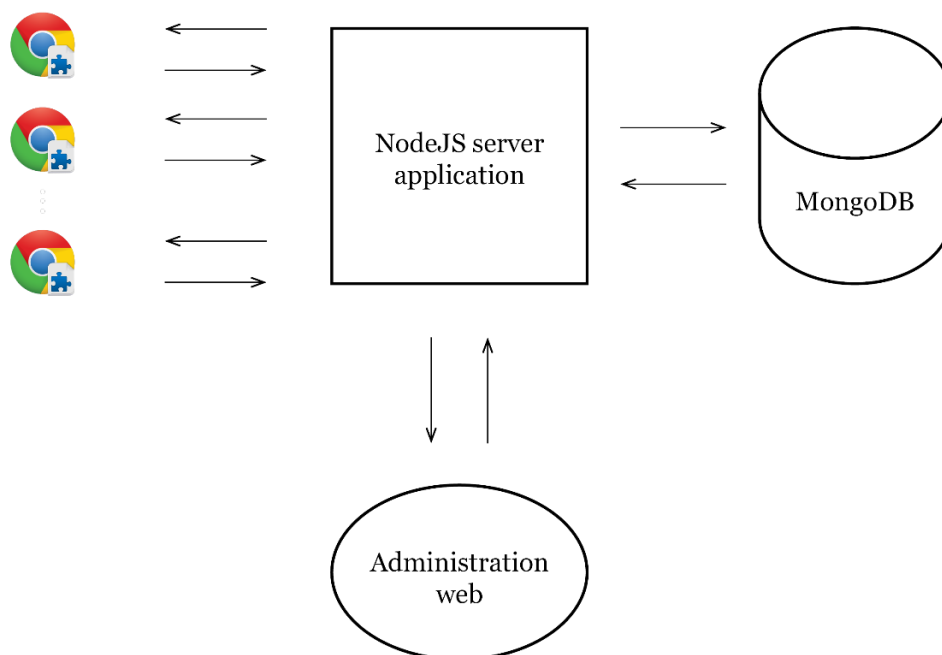 NodeJS server
application
MongoDB
Administration
web